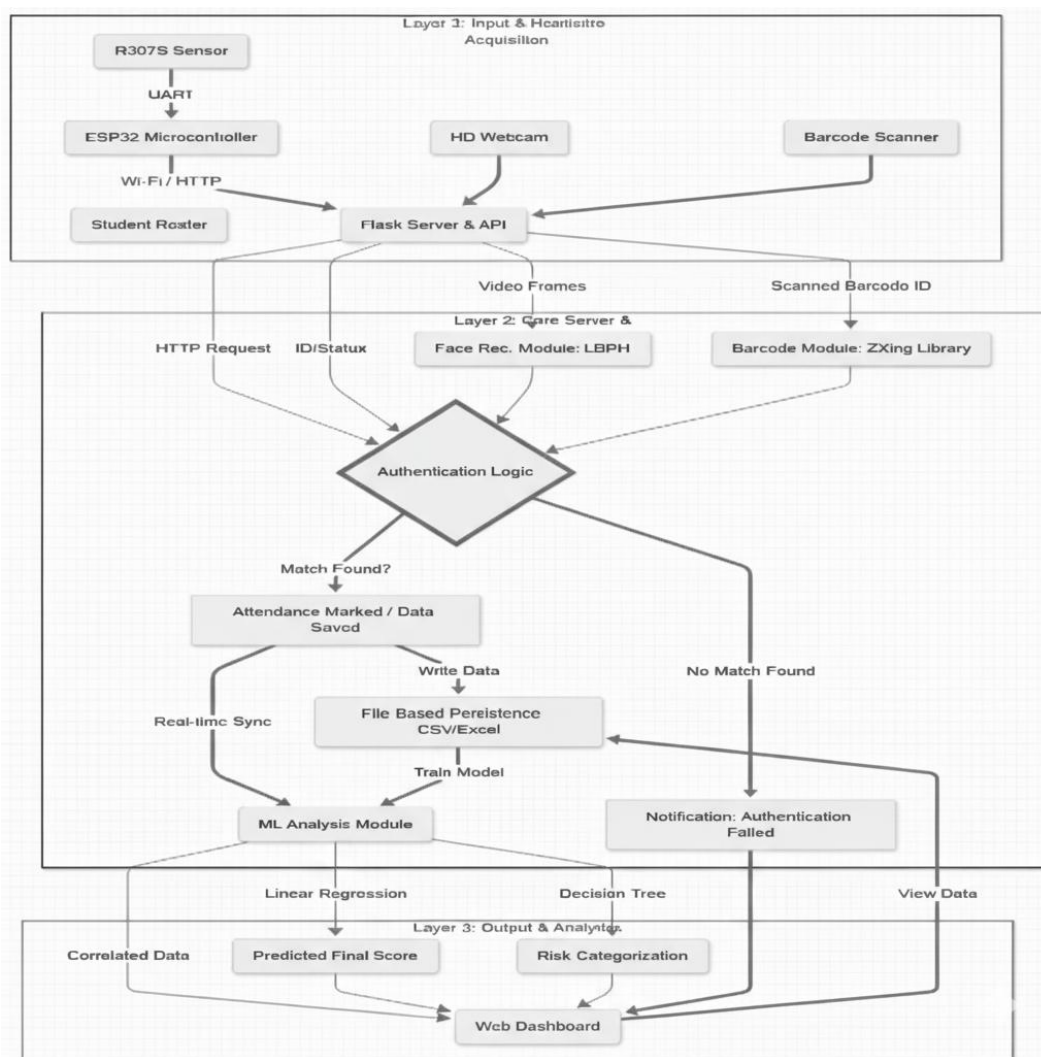 Layer 1: Input &
Acquisition
R307S Sensor
UART
ESP32 Microcontroller
HD Webcam
Barcode Scanner
Wi-Fi / HTTP
Student Roster
Flask Server & API
Video Frames
Scanned Barcodo ID
Layer 2: Core Server &
HTTP Request
ID/Status
Face Rec. Module: LBPH
Barcode Module: ZXing Library
Authentication Logic
Match Found?
Attendance Marked / Data
Saved
No Match Found
Write Data
Real-time Sync
File Based Pereistence
CSV/Excel
Train Model
ML Analysis Module
Notification: Authentication
Failed
Linear Regression
Decision Tree
View Data
Layer 3: Output &
Correlated Data
Predicted Final Score
Risk Categorization
Web Dashboard